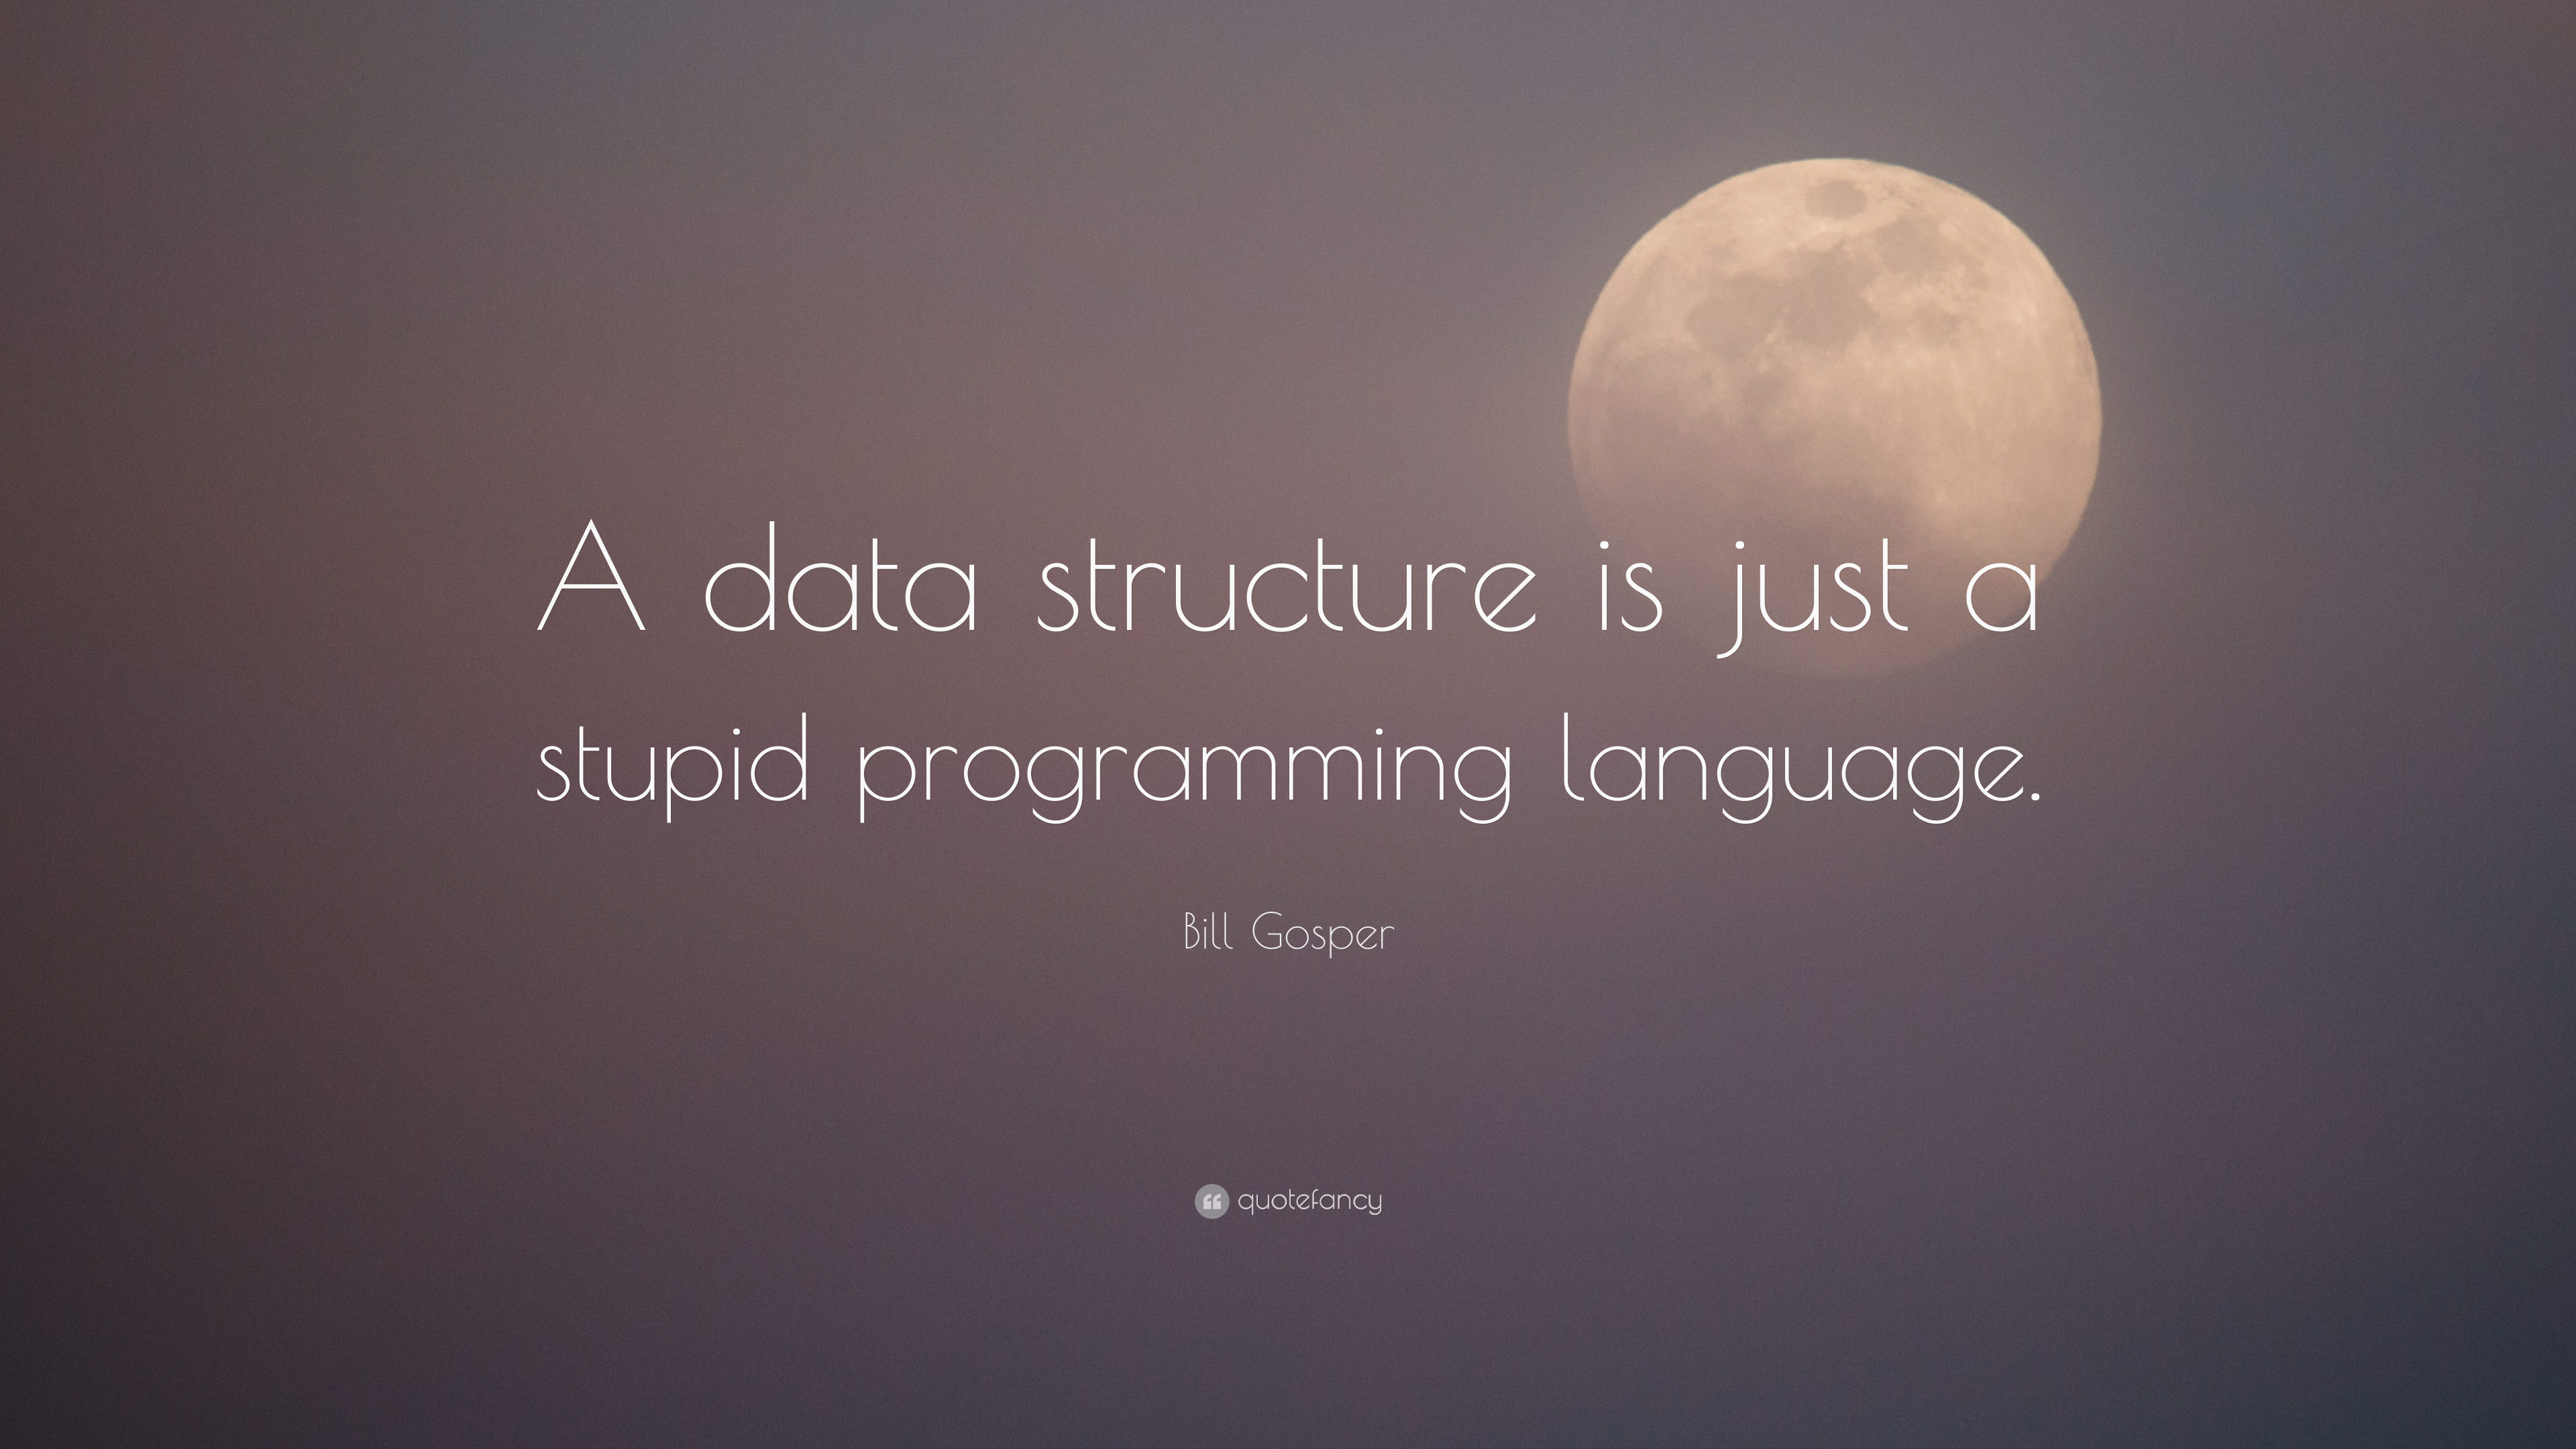 A data structure is just a
stupid programming language.
Bill Gosper
quotefancy